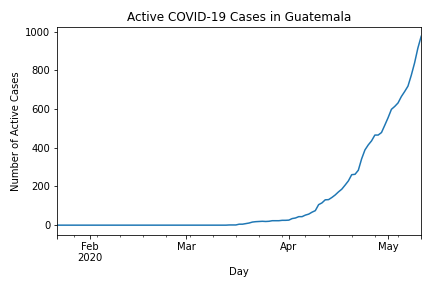 Active COVID-19 Cases in Guatemala
1000
800
600
400
200
0
Number of Active Cases
Feb
2020
Mar
Apr
May
Day